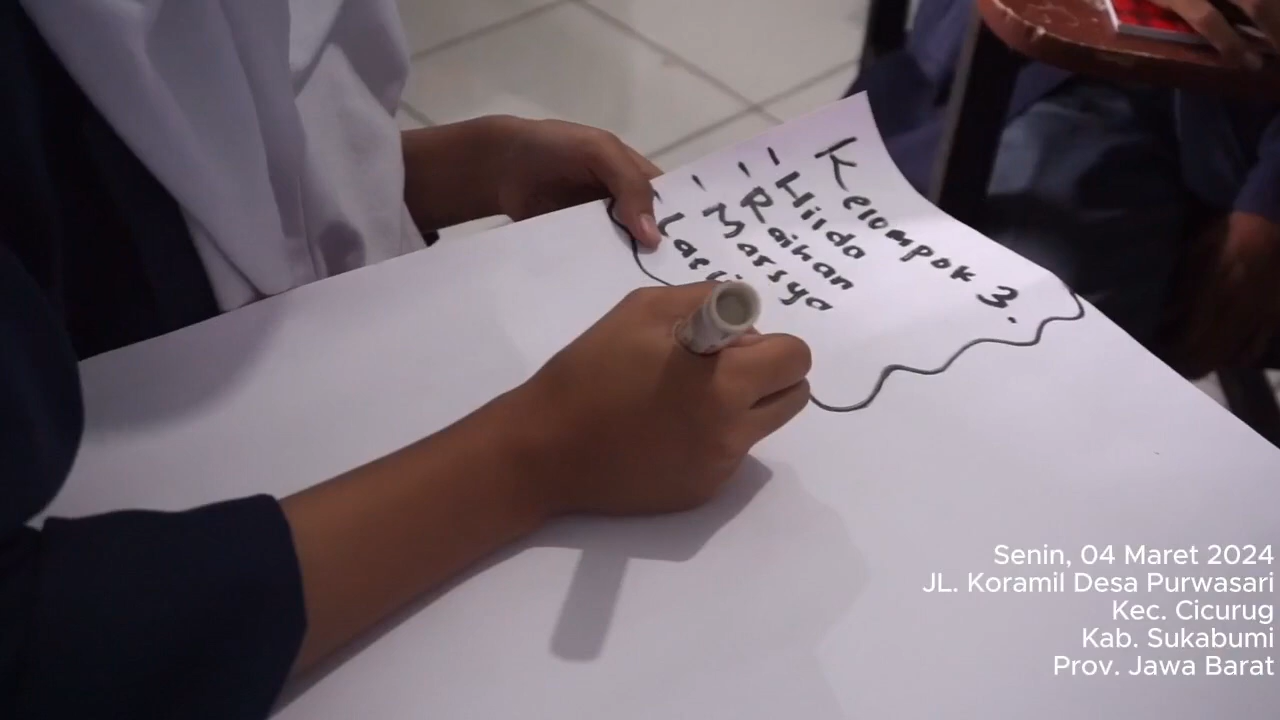 Kelompok 3.
- Hilda
- Raihan
- Marsya
Senin, 04 Maret 2024
JL. Koramil Desa Purwasari
Kec. Cicurug
Kab. Sukabumi
Prov. Jawa Barat